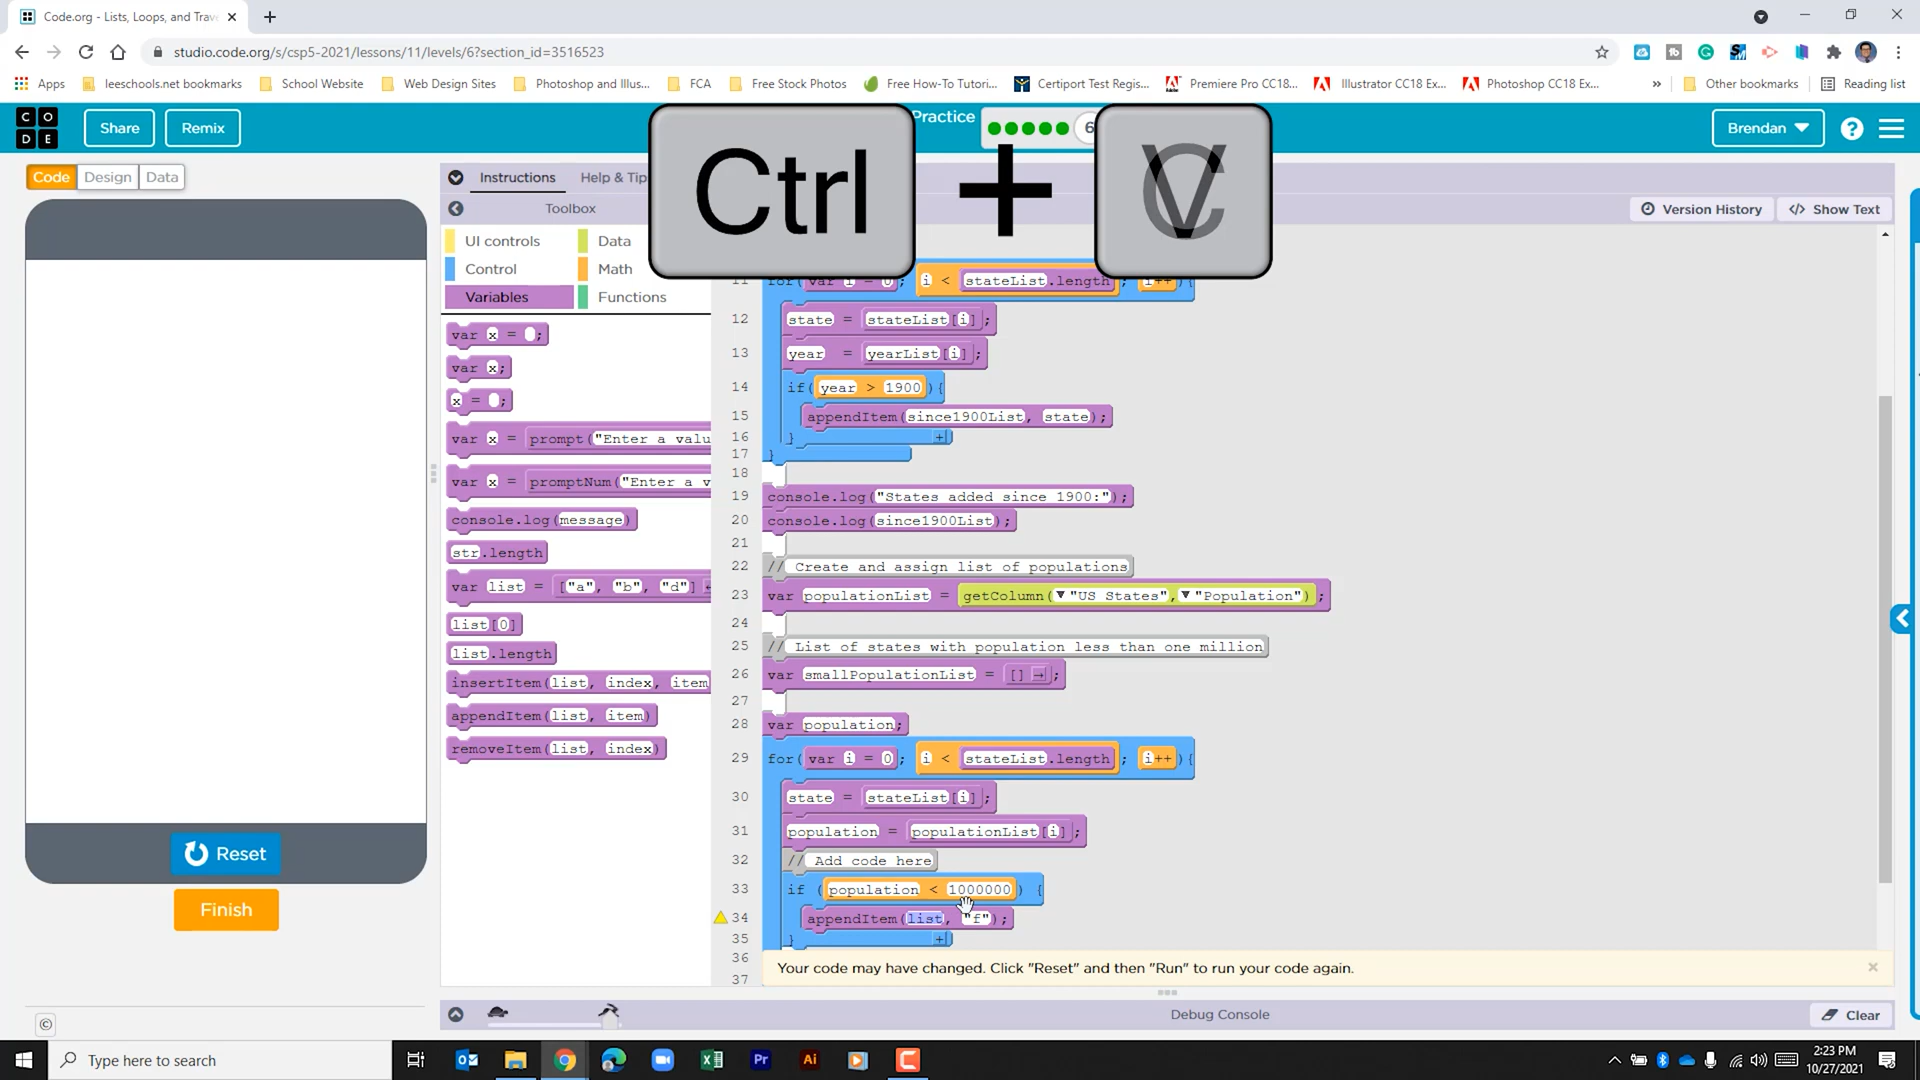 Code.org - Lists, Loops, and Trav
studio.code.org/s/csp5-2021/lessons/11/levels/6?section_id=3516523
Apps leeschools.net bookmarks School Website Web Design Sites Photoshop and Illus... FCA Free Stock Photos Free How-To Tutori... Certiport Test Regis... Premiere Pro CC18... Illustrator CC18 Ex... Photoshop CC18 Ex... » Other bookmarks Reading list
CODE Share Remix Practice 6 Brendan ?
Ctrl + C V
Code Design Data
Instructions Help & Tip
Toolbox
Version History </> Show Text
UI controls
Data
Control
Math
Variables
Functions
var x = ;
var x;
x = ;
var x = prompt("Enter a valu
var x = promptNum("Enter a v
console.log(message)
str.length
var list = ["a", "b", "d"]
list[0]
list.length
insertItem(list, index, item
appendItem(list, item)
removeItem(list, index)
11 for(var i = 0; i < stateList.length; i++){
12 state = stateList[i];
13 year = yearList[i];
14 if(year > 1900){
15 appendItem(since1900List, state);
16 }
17 }
18
19 console.log("States added since 1900:");
20 console.log(since1900List);
21
22 // Create and assign list of populations
23 var populationList = getColumn("US States", "Population");
24
25 // List of states with population less than one million
26 var smallPopulationList = [];
27
28 var population;
29 for(var i = 0; i < stateList.length; i++){
30 state = stateList[i];
31 population = populationList[i];
32 // Add code here
33 if (population < 1000000) {
34 appendItem(list, "f");
35 }
36
37
Your code may have changed. Click "Reset" and then "Run" to run your code again.
Reset
Finish
©
Debug Console
Clear
Type here to search
2:23 PM
10/27/2021